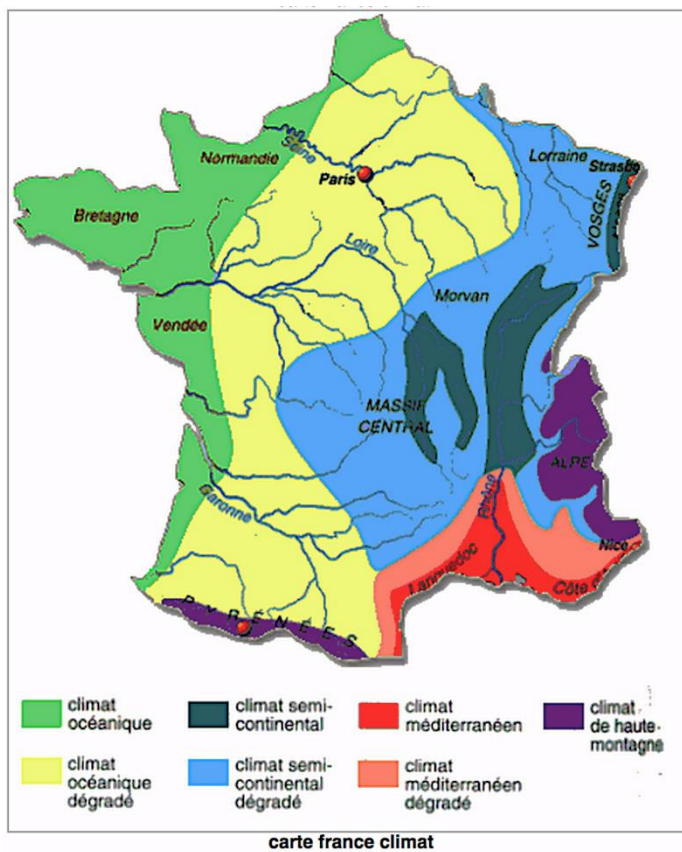 Normandie
Seine
Paris
Lorraine
VOSGES
Bretagne
Loire
Vendée
Morvan
MASSIF
CENTRAL
ALPE
Garonne
Rhône
Nice
Languedoc
Côte
PYRÉNÉES
climat
océanique
climat semi-
continental
climat
méditerranéen
climat
de haute-
montagne
climat
océanique
dégradé
climat semi-
continental
dégradé
climat
méditerranéen
dégradé
carte france climat